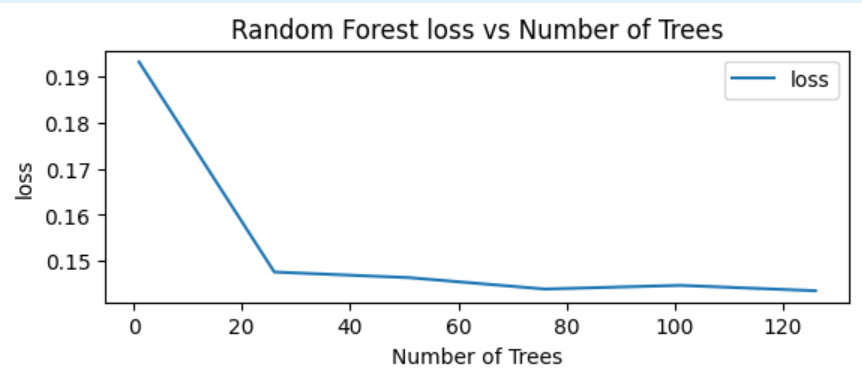 Random Forest loss vs Number of Trees
loss
0.19
0.18
0.17
0.16
0.15
loss
0 20 40 60 80 100 120
Number of Trees